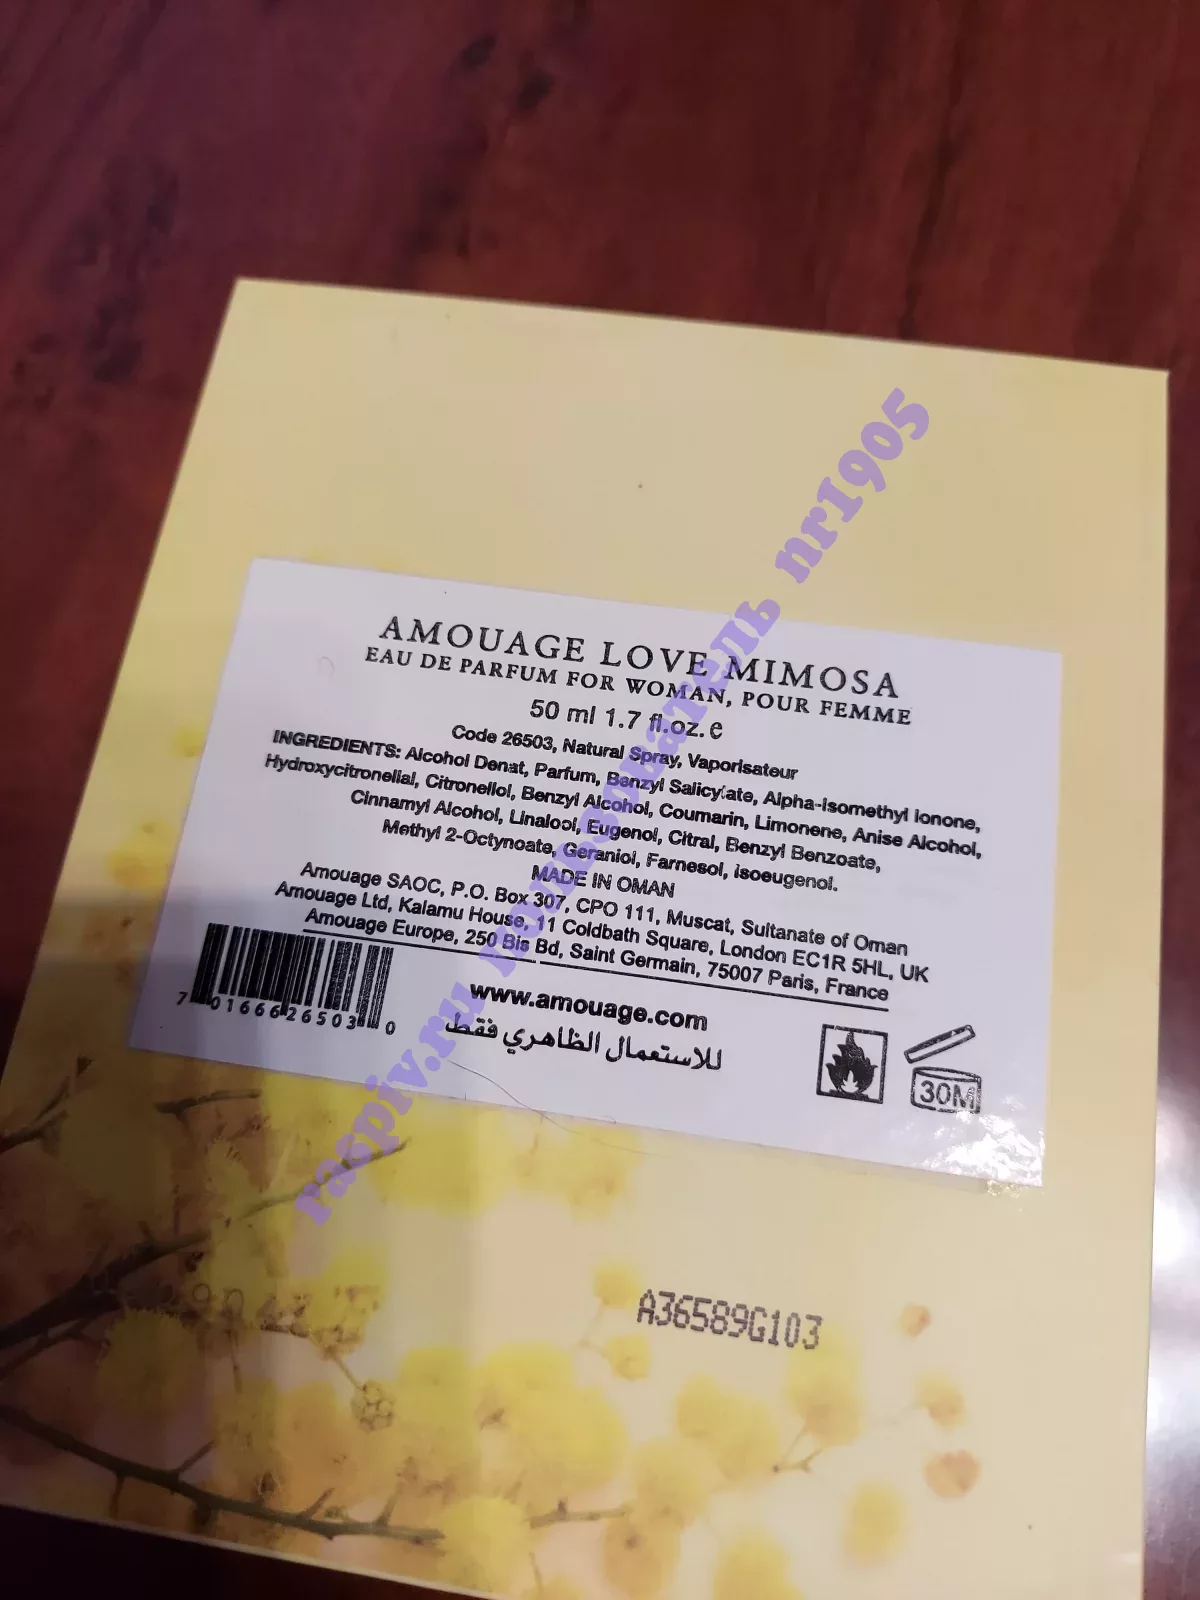 AMOUAGE LOVE MIMOSA
EAU DE PARFUM FOR WOMAN, POUR FEMME
50 ml 1.7 fl.oz. e
Code 26503, Natural Spray, Vaporisateur
INGREDIENTS: Alcohol Denat, Parfum, Benzyl Salicylate, Alpha-Isomethyl Ionone,
Hydroxycitronellal, Citronellol, Benzyl Alcohol, Coumarin, Limonene, Anise Alcohol,
Cinnamyl Alcohol, Linalool, Eugenol, Citral, Benzyl Benzoate,
Methyl 2-Octynoate, Geraniol, Farnesol, Isoeugenol.
MADE IN OMAN
Amouage SAOC, P.O. Box 307, CPO 111, Muscat, Sultanate of Oman
Amouage Ltd, Kalamu House, 11 Coldbath Square, London EC1R 5HL, UK
Amouage Europe, 250 Bis Bd, Saint Germain, 75007 Paris, France
www.amouage.com
للاستعمال الظاهري فقط
7 01666 26503 0
30M
A36589G103
raspiv.ru пользователь nr1905